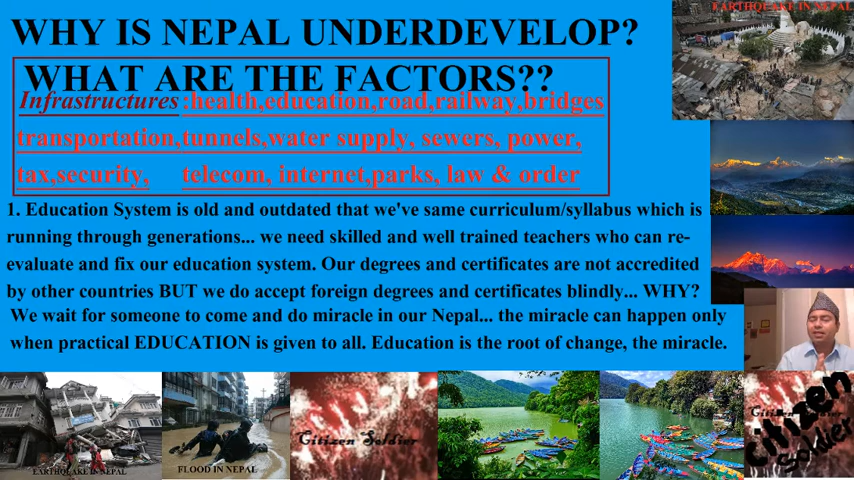 WHY IS NEPAL UNDERDEVELOP?
WHAT ARE THE FACTORS??
Infrastructures :health,education,road,railway,bridges
transportation,tunnels,water supply, sewers, power,
tax,security, telecom, internet,parks, law & order
1. Education System is old and outdated that we've same curriculum/syllabus which is
running through generations... we need skilled and well trained teachers who can re-
evaluate and fix our education system. Our degrees and certificates are not accredited
by other countries BUT we do accept foreign degrees and certificates blindly... WHY?
We wait for someone to come and do miracle in our Nepal... the miracle can happen only
when practical EDUCATION is given to all. Education is the root of change, the miracle.
EARTHQUAKE IN NEPAL
EARTHQUAKE IN NEPAL
FLOOD IN NEPAL
Citizen Soldier
Citizen Soldier
Citizen
Soldier